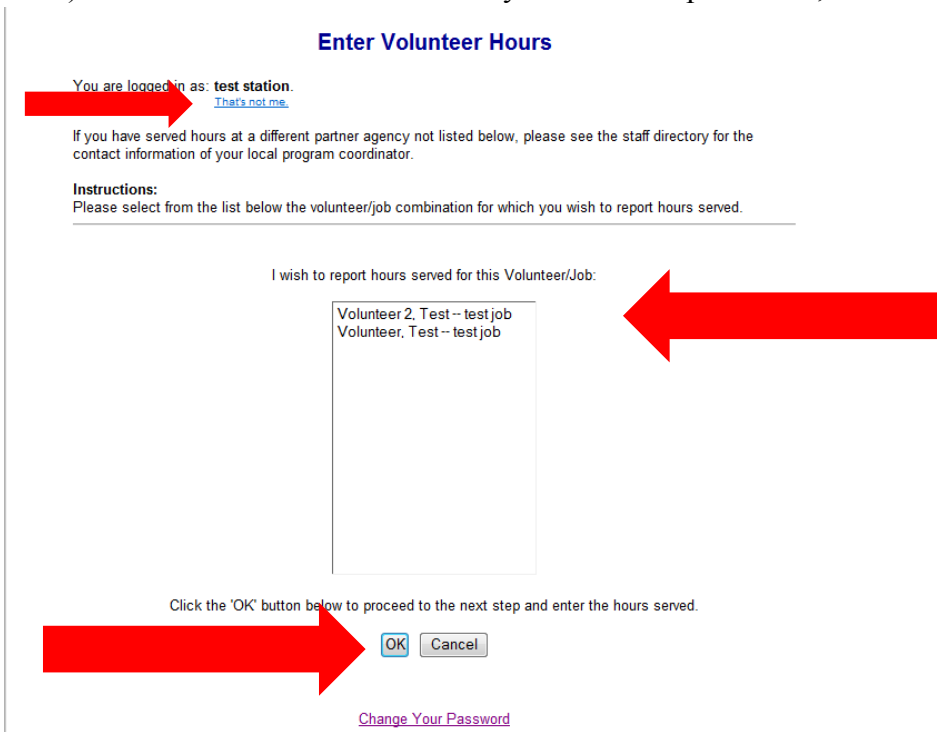 Enter Volunteer Hours
You are logged in as: test station.
That's not me.
If you have served hours at a different partner agency not listed below, please see the staff directory for the
contact information of your local program coordinator.
Instructions:
Please select from the list below the volunteer/job combination for which you wish to report hours served.
I wish to report hours served for this Volunteer/Job:
Volunteer 2, Test -- test job
Volunteer, Test -- test job
Click the 'OK' button below to proceed to the next step and enter the hours served.
OK Cancel
Change Your Password